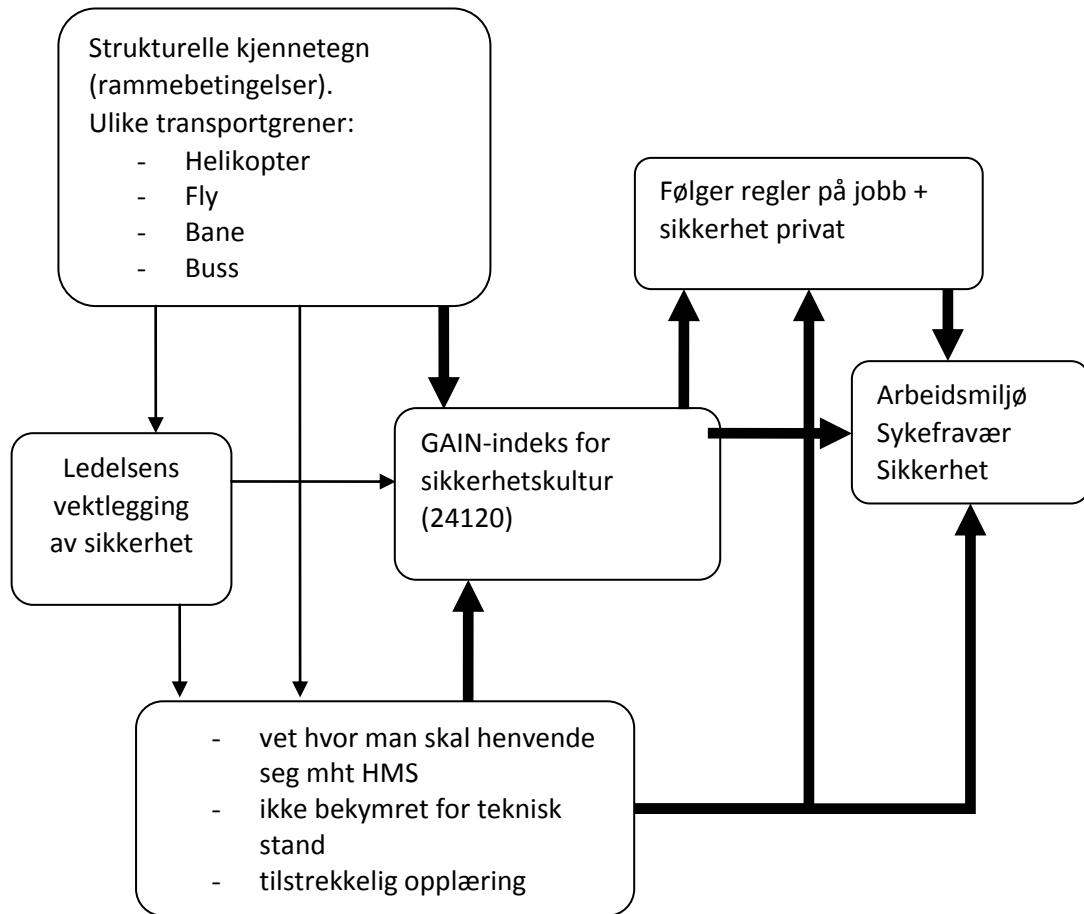 Strukturelle kjennetegn
(rammebetingelser).
Ulike transportgrener:
- Helikopter
- Fly
- Bane
- Buss
Følger regler på jobb +
sikkerhet privat
Arbeidsmiljø
Sykefravær
Sikkerhet
GAIN-indeks for
sikkerhetskultur
(24120)
Ledelsens
vektlegging
av sikkerhet
- vet hvor man skal henvende
seg mht HMS
- ikke bekymret for teknisk
stand
- tilstrekkelig opplæring